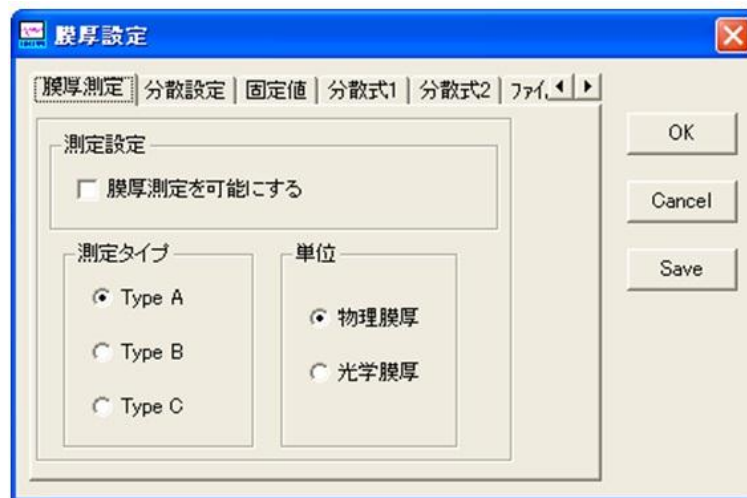 膜厚設定
膜厚測定 分散設定 固定値 分散式1 分散式2 ファイ
測定設定
膜厚測定を可能にする
測定タイプ
Type A
Type B
Type C
単位
物理膜厚
光学膜厚
OK
Cancel
Save